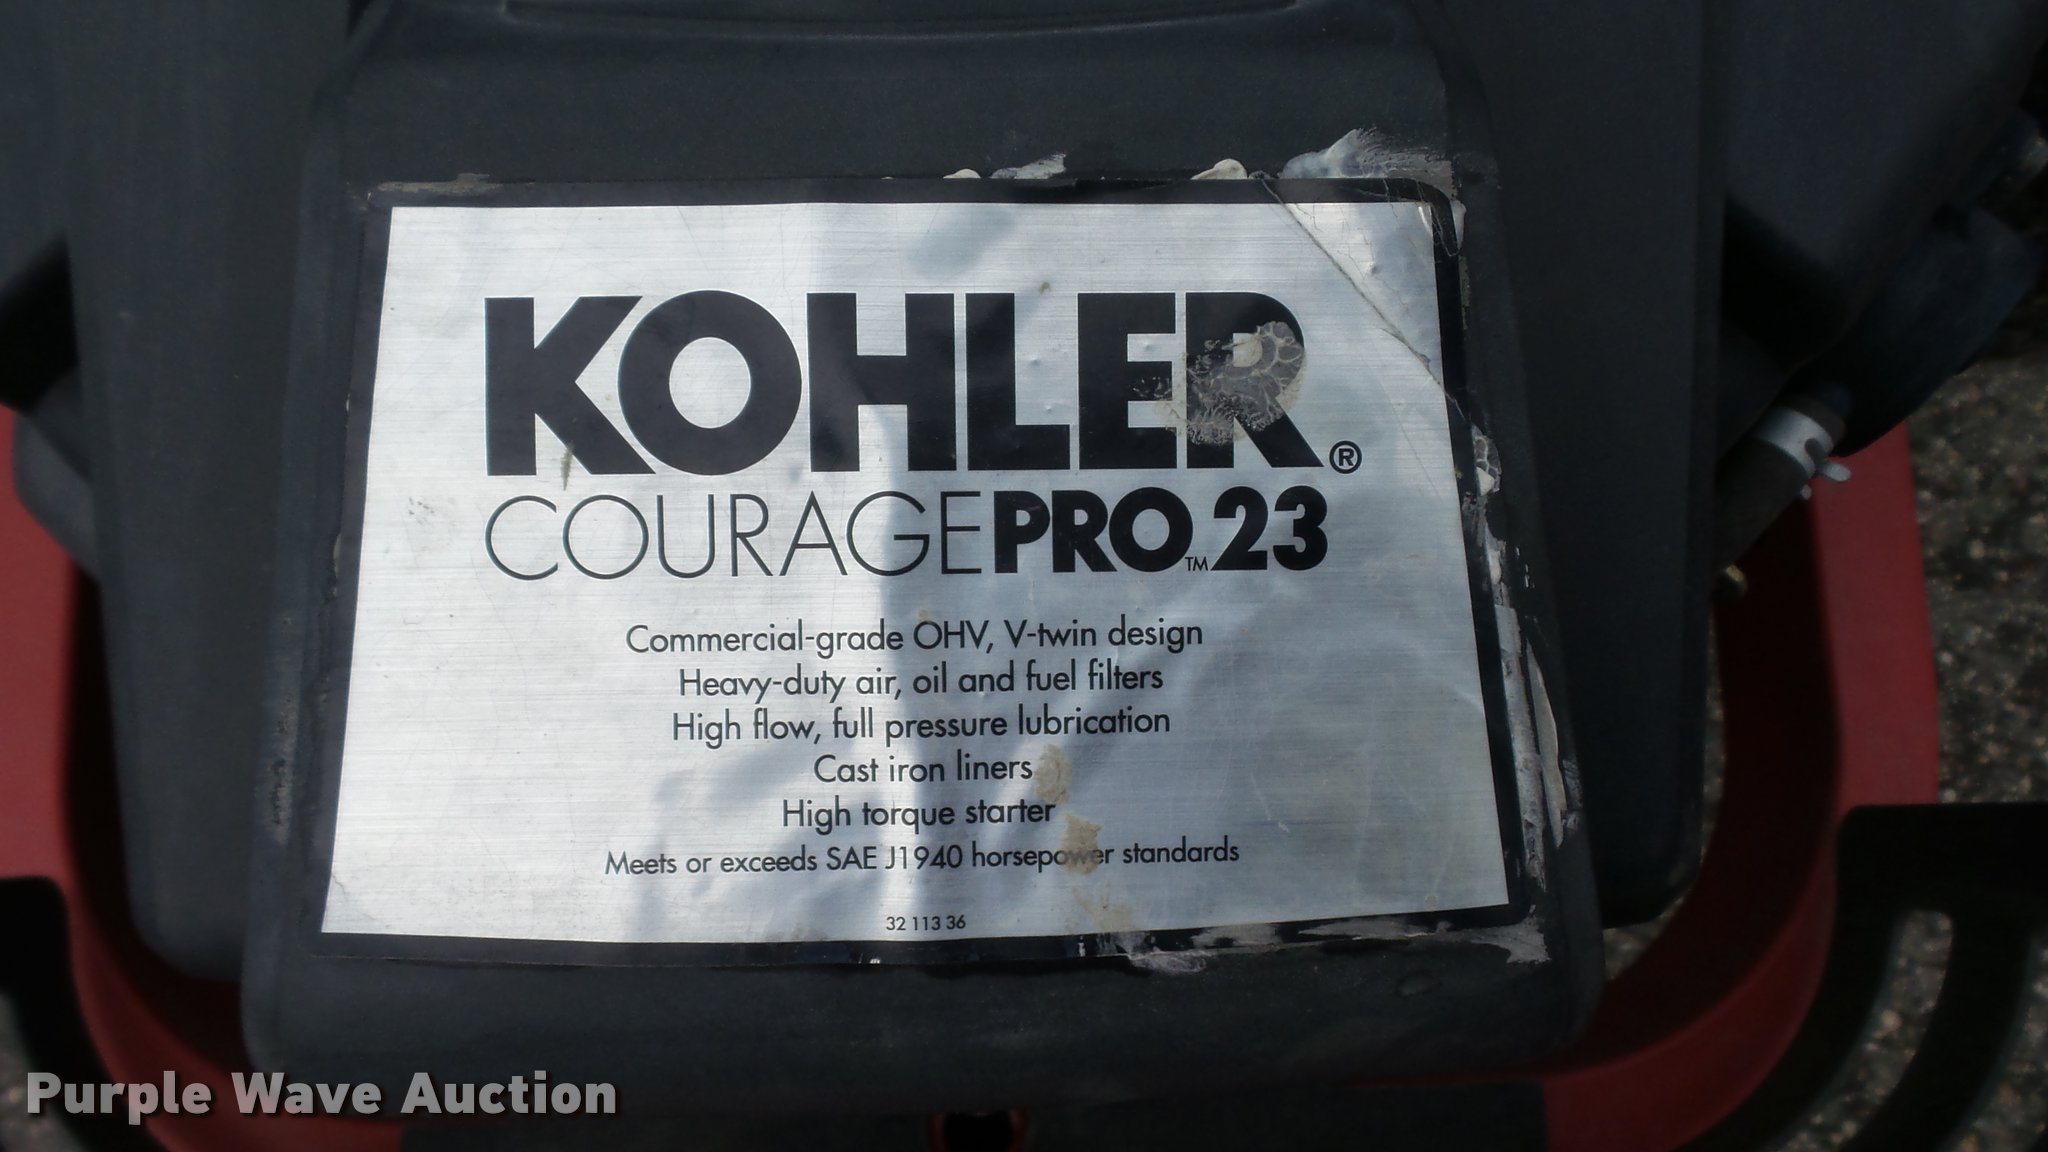 KOHLER®
COURAGEPRO™23
Commercial-grade OHV, V-twin design
Heavy-duty air, oil and fuel filters
High flow, full pressure lubrication
Cast iron liners
High torque starter
Meets or exceeds SAE J1940 horsepower standards
32 113 36
Purple Wave Auction